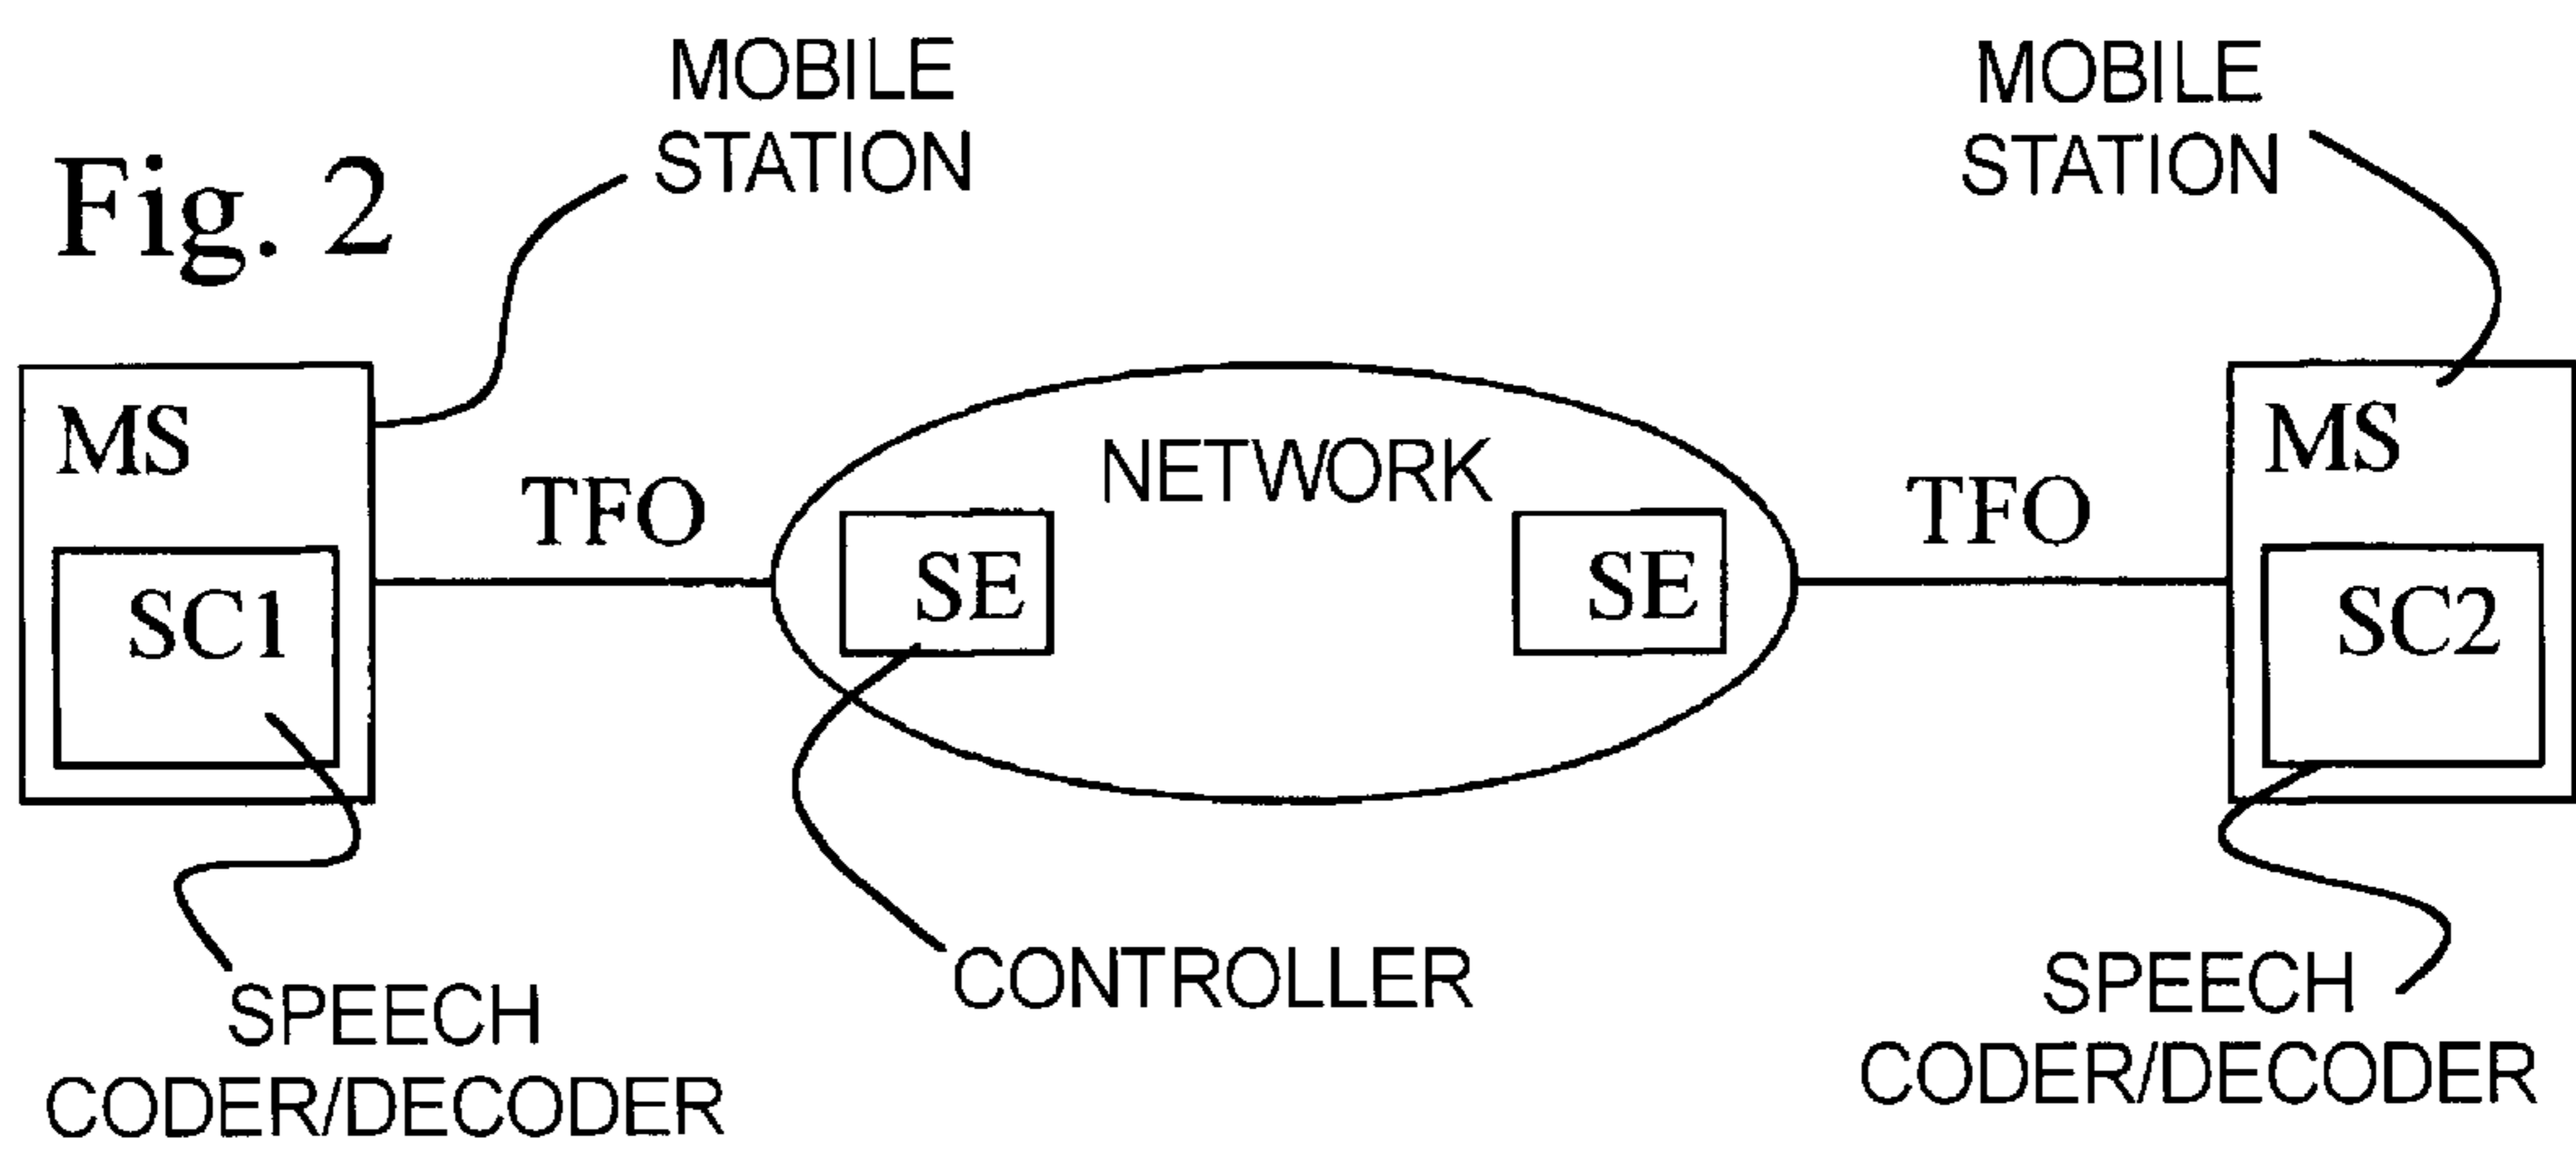 Fig. 2
MOBILE
STATION
MOBILE
STATION
MS
SC1
TFO
NETWORK
SE
SE
TFO
MS
SC2
SPEECH
CODER/DECODER
CONTROLLER
SPEECH
CODER/DECODER